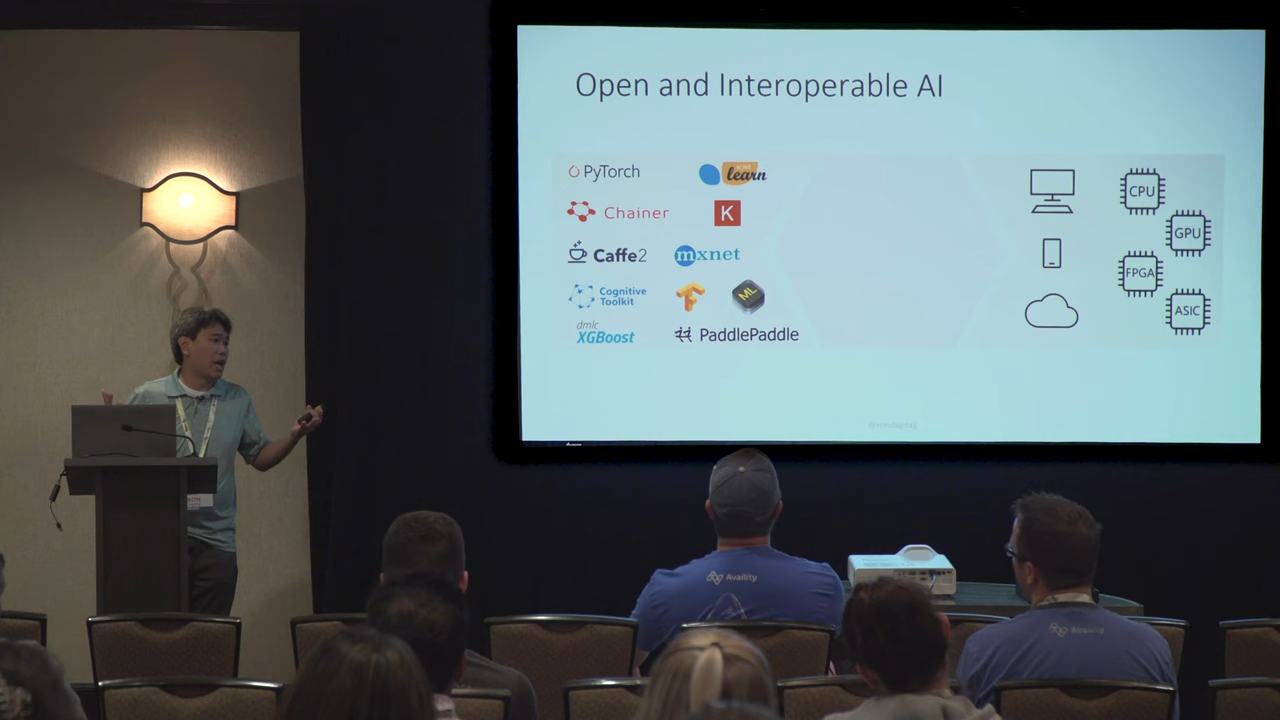 Open and Interoperable AI
PyTorch
learn
Chainer
K
Caffe2
mxnet
Cognitive
Toolkit
ML
dmlc
XGBoost
PaddlePaddle
CPU
GPU
FPGA
ASIC
Availity